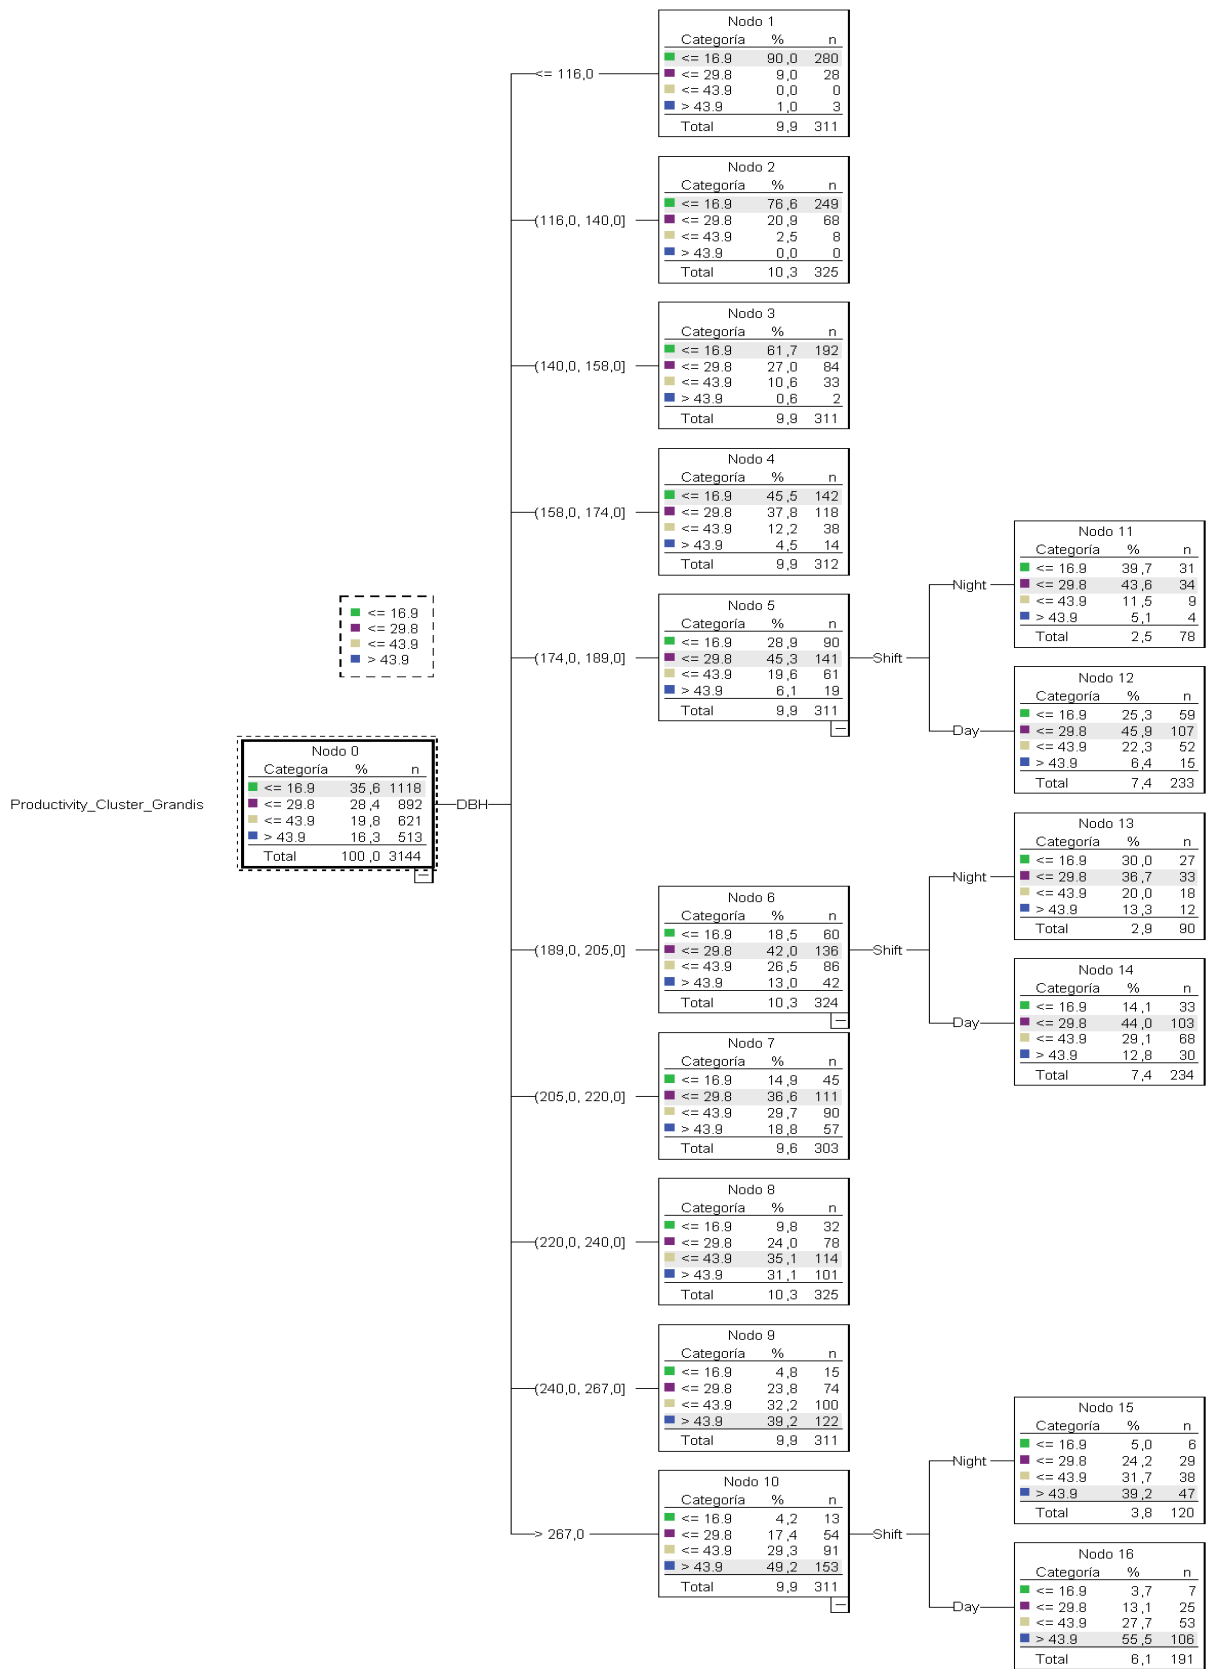 Nodo 1
Categoría % n
<= 16.9 90,0 280
<= 29.8 9,0 28
<= 43.9 0,0 0
> 43.9 1,0 3
Total 9,9 311
<= 116,0
Nodo 2
Categoría % n
<= 16.9 76,6 249
<= 29.8 20,9 68
<= 43.9 2,5 8
> 43.9 0,0 0
Total 10,3 325
(116,0, 140,0]
Nodo 3
Categoría % n
<= 16.9 61,7 192
<= 29.8 27,0 84
<= 43.9 10,6 33
> 43.9 0,6 2
Total 9,9 311
(140,0, 158,0]
Nodo 4
Categoría % n
<= 16.9 45,5 142
<= 29.8 37,8 118
<= 43.9 12,2 38
> 43.9 4,5 14
Total 9,9 312
(158,0, 174,0]
Nodo 11
Categoría % n
<= 16.9 39,7 31
<= 29.8 43,6 34
<= 43.9 11,5 9
> 43.9 5,1 4
Total 2,5 78
Night
<= 16.9
<= 29.8
<= 43.9
> 43.9
Nodo 5
Categoría % n
<= 16.9 28,9 90
<= 29.8 45,3 141
<= 43.9 19,6 61
> 43.9 6,1 19
Total 9,9 311
(174,0, 189,0]
Shift
Nodo 12
Categoría % n
<= 16.9 25,3 59
<= 29.8 45,9 107
<= 43.9 22,3 52
> 43.9 6,4 15
Total 7,4 233
Day
Productivity_Cluster_Grandis
Nodo 0
Categoría % n
<= 16.9 35,6 1118
<= 29.8 28,4 892
<= 43.9 19,8 621
> 43.9 16,3 513
Total 100,0 3144
DBH
Nodo 13
Categoría % n
<= 16.9 30,0 27
<= 29.8 36,7 33
<= 43.9 20,0 18
> 43.9 13,3 12
Total 2,9 90
Night
Nodo 6
Categoría % n
<= 16.9 18,5 60
<= 29.8 42,0 136
<= 43.9 26,5 86
> 43.9 13,0 42
Total 10,3 324
(189,0, 205,0]
Shift
Nodo 14
Categoría % n
<= 16.9 14,1 33
<= 29.8 44,0 103
<= 43.9 29,1 68
> 43.9 12,8 30
Total 7,4 234
Day
Nodo 7
Categoría % n
<= 16.9 14,9 45
<= 29.8 36,6 111
<= 43.9 29,7 90
> 43.9 18,8 57
Total 9,6 303
(205,0, 220,0]
Nodo 8
Categoría % n
<= 16.9 9,8 32
<= 29.8 24,0 78
<= 43.9 35,1 114
> 43.9 31,1 101
Total 10,3 325
(220,0, 240,0]
Nodo 9
Categoría % n
<= 16.9 4,8 15
<= 29.8 23,8 74
<= 43.9 32,2 100
> 43.9 39,2 122
Total 9,9 311
(240,0, 267,0]
Nodo 15
Categoría % n
<= 16.9 5,0 6
<= 29.8 24,2 29
<= 43.9 31,7 38
> 43.9 39,2 47
Total 3,8 120
Night
Nodo 10
Categoría % n
<= 16.9 4,2 13
<= 29.8 17,4 54
<= 43.9 29,3 91
> 43.9 49,2 153
Total 9,9 311
> 267,0
Shift
Nodo 16
Categoría % n
<= 16.9 3,7 7
<= 29.8 13,1 25
<= 43.9 27,7 53
> 43.9 55,5 106
Total 6,1 191
Day